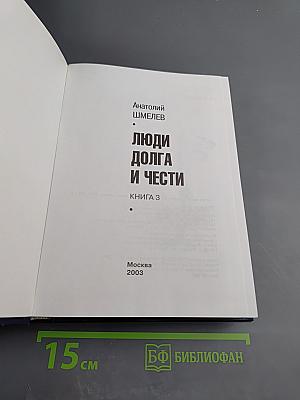 Анатолий
ШМЕЛЕВ
ЛЮДИ
ДОЛГА
И ЧЕСТИ
КНИГА 3
Москва
2003
15 см
БФ БИБЛИОФАН